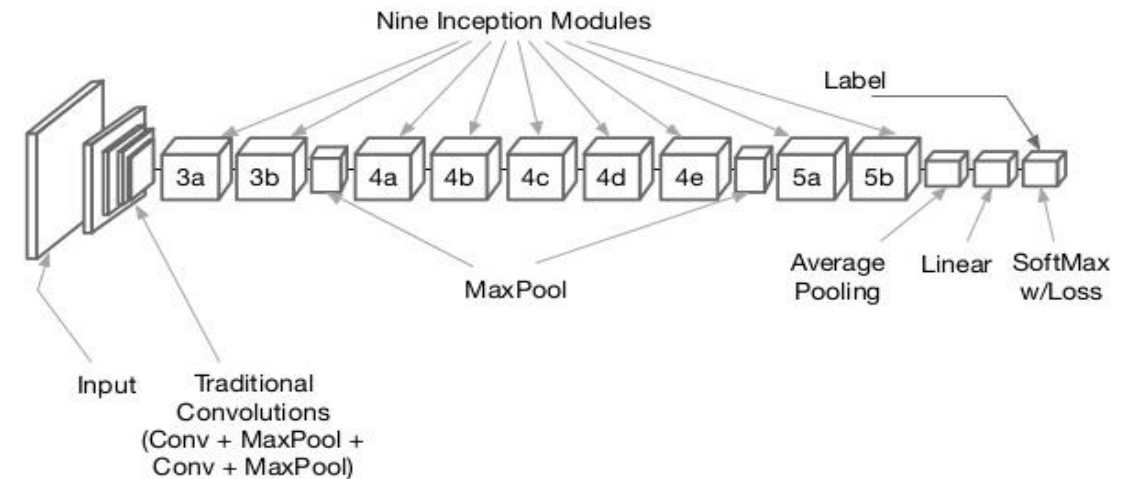 Nine Inception Modules
Label
3a
3b
4a
4b
4c
4d
4e
5a
5b
MaxPool
Average
Pooling
Linear
SoftMax
w/Loss
Input
Traditional
Convolutions
(Conv + MaxPool +
Conv + MaxPool)